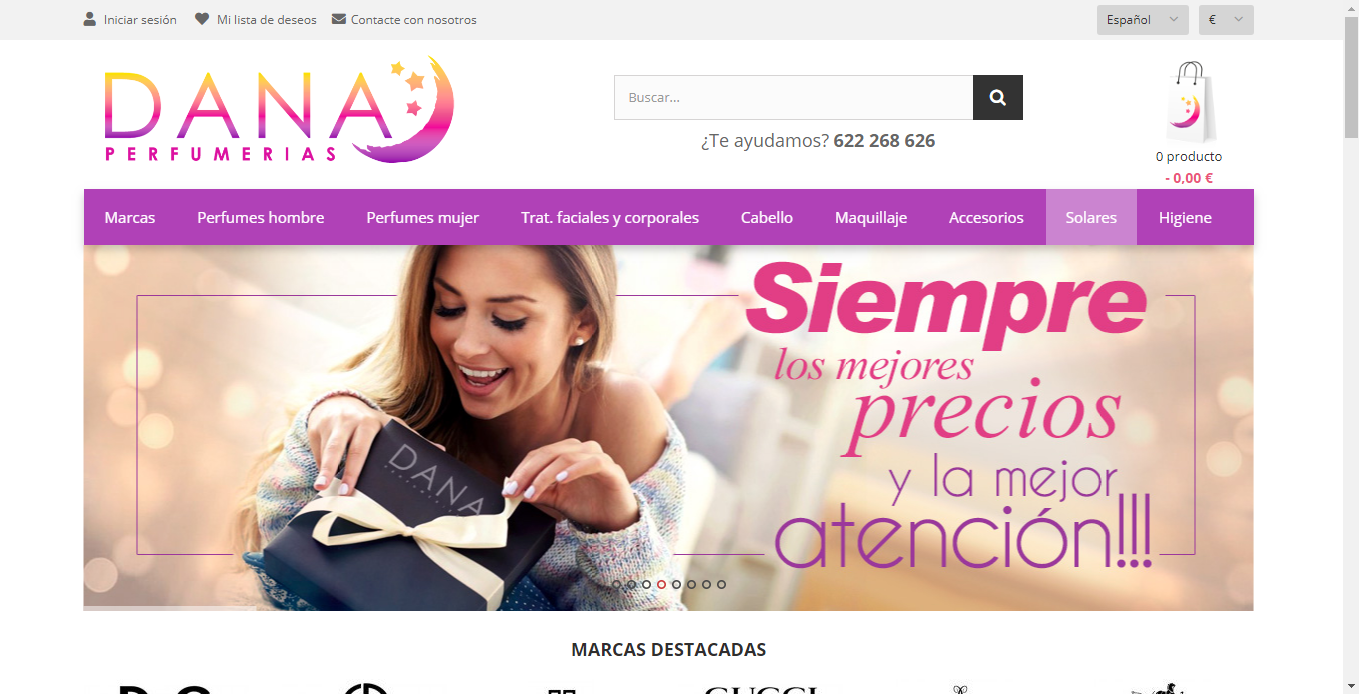 Iniciar sesión
Mi lista de deseos
Contacte con nosotros
Español
€
DANA
PERFUMERIAS
Buscar...
¿Te ayudamos? 622 268 626
0 producto
- 0,00 €
Marcas
Perfumes hombre
Perfumes mujer
Trat. faciales y corporales
Cabello
Maquillaje
Accesorios
Solares
Higiene
Siempre
los mejores
precios
y la mejor
atención!!!
DANA
MARCAS DESTACADAS
GUCCI